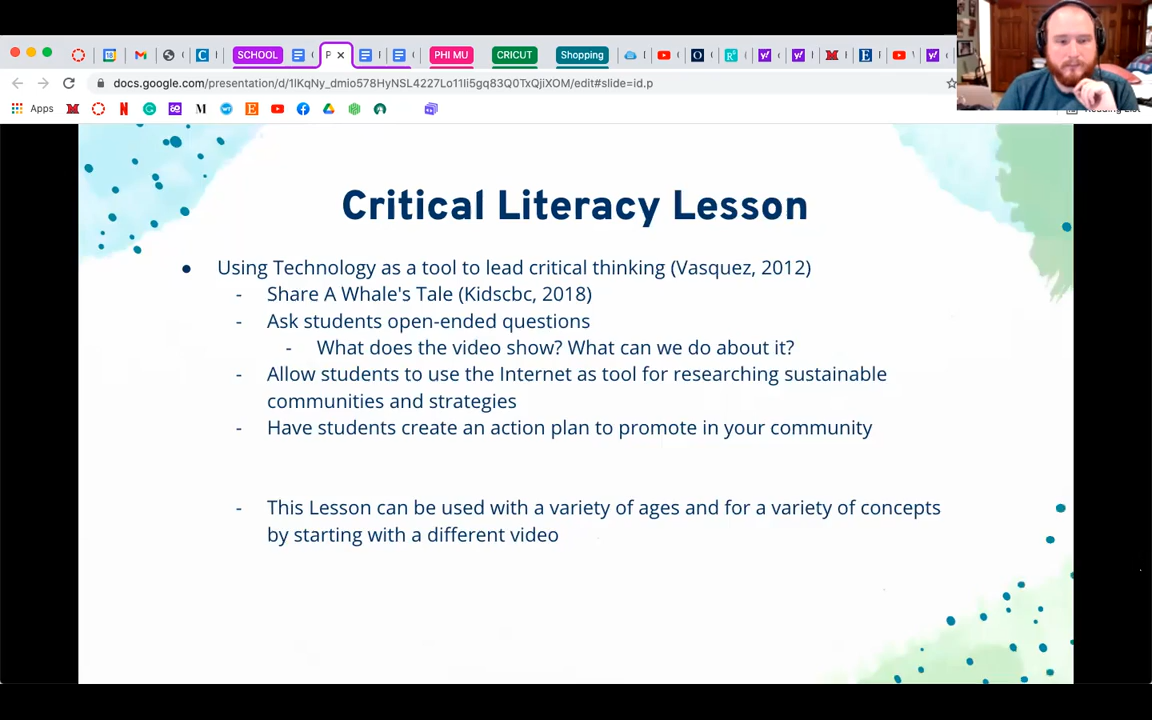 SCHOOL
P
PHI MU
CRICUT
Shopping
docs.google.com/presentation/d/1lKqNy_dmio578HyNSL4227Lo11Ii5gq83Q0TxQjiXOM/edit#slide=id.p
Apps
Critical Literacy Lesson
● Using Technology as a tool to lead critical thinking (Vasquez, 2012)
- Share A Whale's Tale (Kidscbc, 2018)
- Ask students open-ended questions
- What does the video show? What can we do about it?
- Allow students to use the Internet as tool for researching sustainable
communities and strategies
- Have students create an action plan to promote in your community
- This Lesson can be used with a variety of ages and for a variety of concepts
by starting with a different video